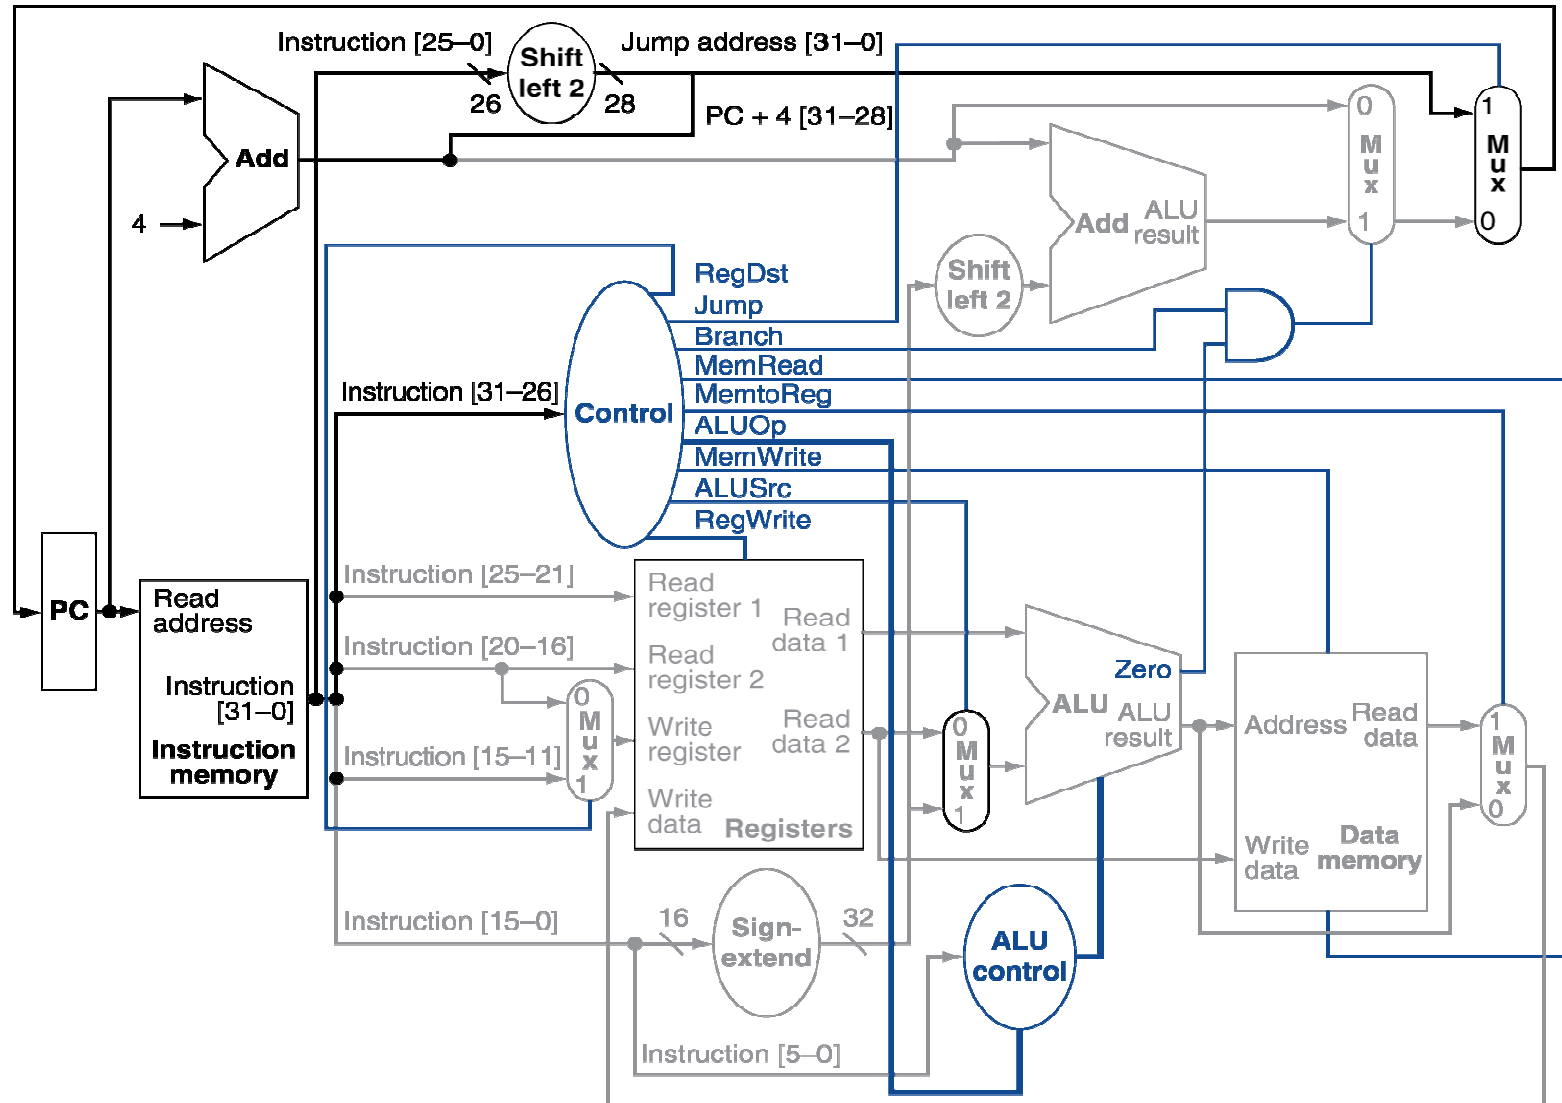 Instruction [25–0]
Shift
left 2
Jump address [31–0]
26
28
PC + 4 [31–28]
Add
4
0
M
u
x
1
1
M
u
x
0
Add
ALU
result
Shift
left 2
RegDst
Jump
Branch
MemRead
MemtoReg
ALUOp
MemWrite
ALUSrc
RegWrite
Instruction [31–26]
Control
PC
Read
address
Instruction
[31–0]
Instruction
memory
Instruction [25–21]
Instruction [20–16]
Instruction [15–11]
0
M
u
x
1
Read
register 1
Read
register 2
Write
register
Write
data
Read
data 1
Read
data 2
Registers
0
M
u
x
1
Zero
ALU
ALU
result
Address
Read
data
Write
data
Data
memory
1
M
u
x
0
Instruction [15–0]
16
Sign-
extend
32
ALU
control
Instruction [5–0]